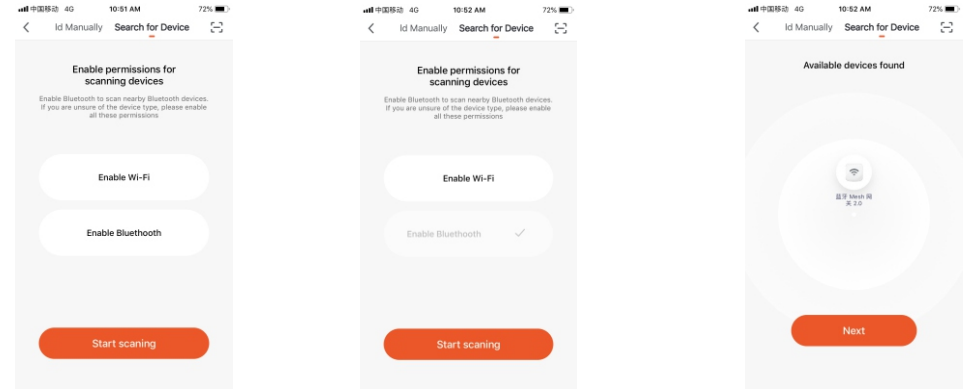 中国移动 4G 10:51 AM 72%
ld Manually Search for Device
Enable permissions for
scanning devices
Enable Bluetooth to scan nearby Bluetooth devices.
If you are unsure of the device type, please enable
all these permissions
Enable Wi-Fi
Enable Bluethooth
Start scaning
中国移动 4G 10:52 AM 72%
ld Manually Search for Device
Enable permissions for
scanning devices
Enable Bluetooth to scan nearby Bluetooth devices.
If you are unsure of the device type, please enable
all these permissions
Enable Wi-Fi
Enable Bluethooth
Start scaning
中国移动 4G 10:52 AM 72%
ld Manually Search for Device
Available devices found
蓝牙 Mesh 网
关 2.0
Next